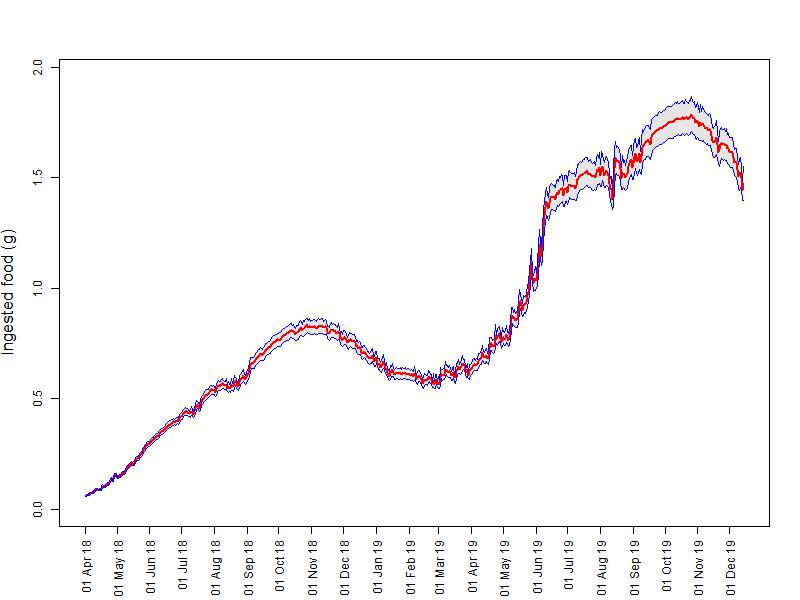 Ingested food (g)
2.0
1.5
1.0
0.5
0.0
01 Apr 18
01 May 18
01 Jun 18
01 Jul 18
01 Aug 18
01 Sep 18
01 Oct 18
01 Nov 18
01 Dec 18
01 Jan 19
01 Feb 19
01 Mar 19
01 Apr 19
01 May 19
01 Jun 19
01 Jul 19
01 Aug 19
01 Sep 19
01 Oct 19
01 Nov 19
01 Dec 19